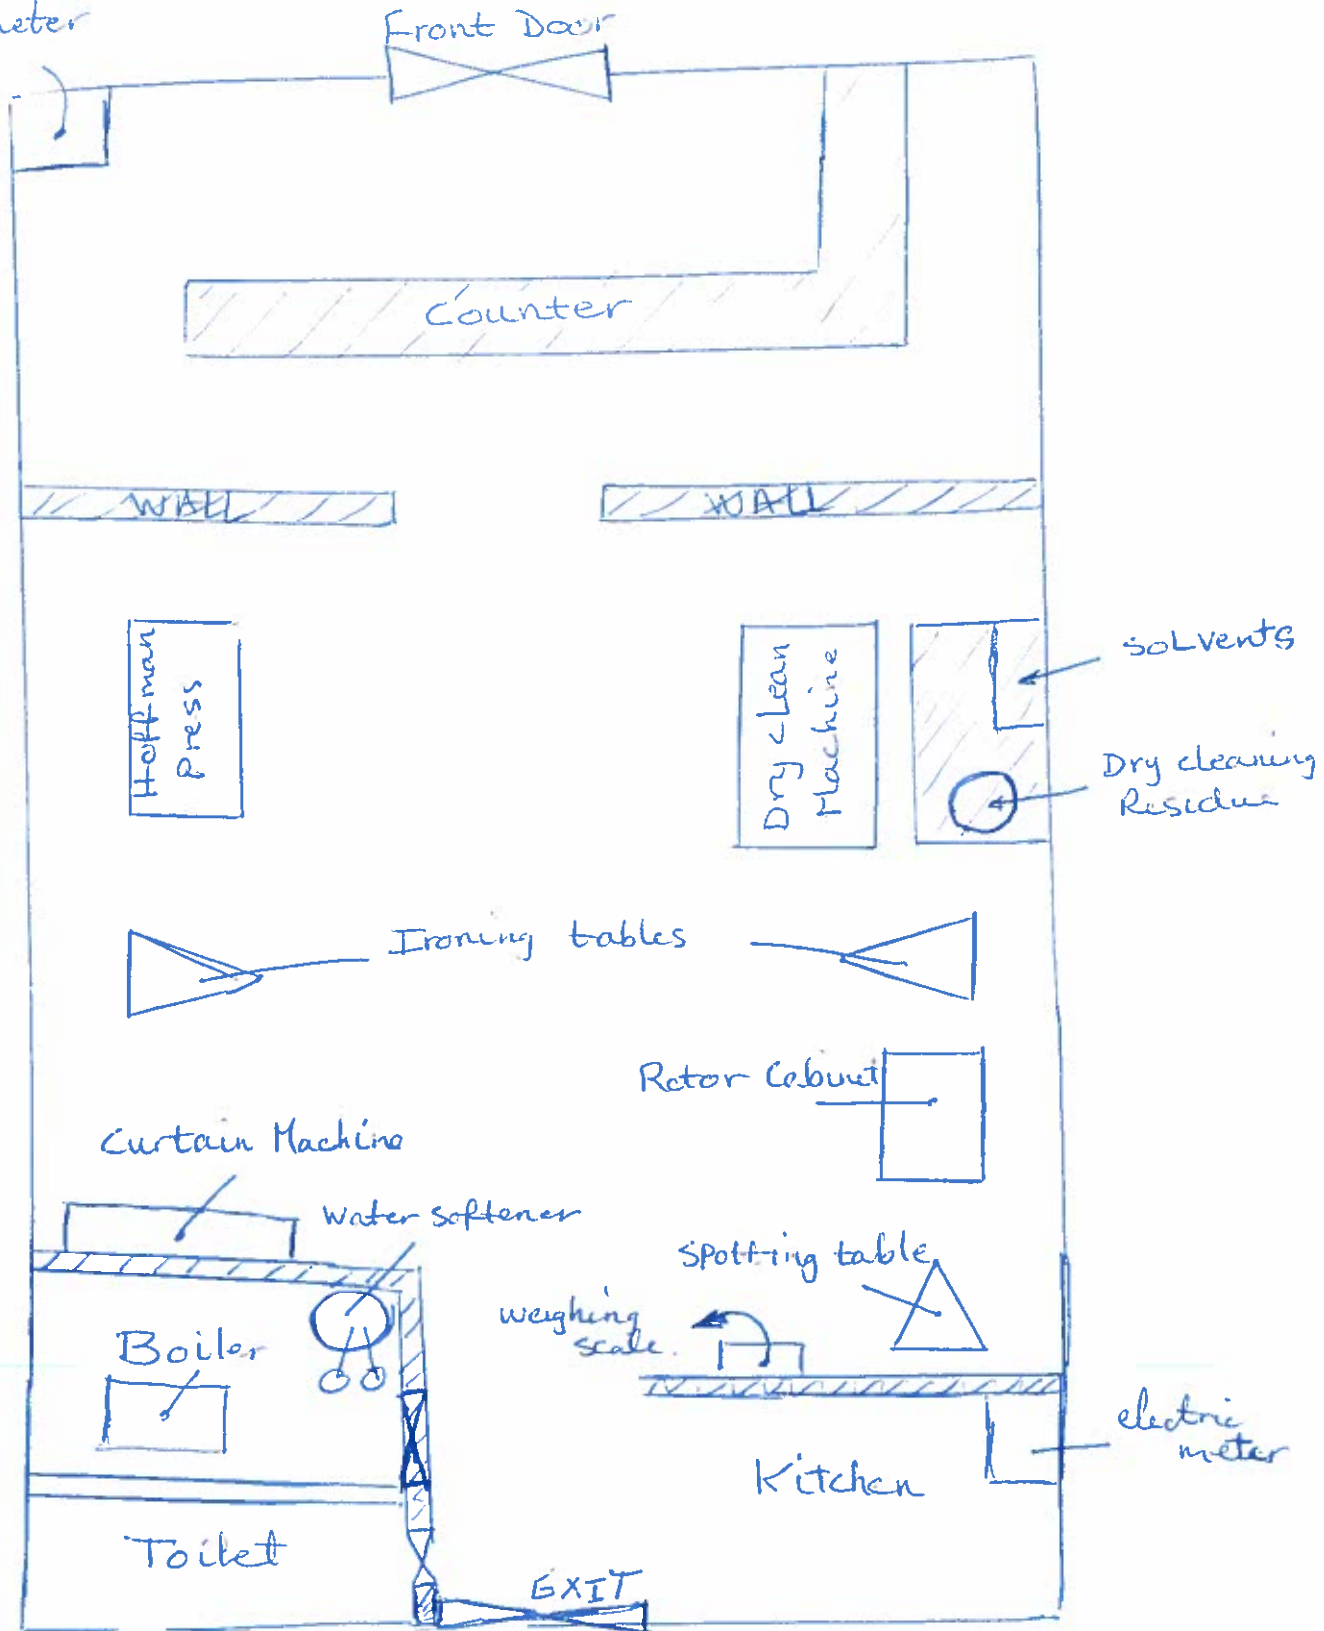 meter
Front Door
Counter
WALL
WALL
Hoffman
Press
Dry clean
Machine
Solvents
Dry cleaning
Residue
Ironing tables
Rotor Cabinet
Curtain Machine
Water softener
Spotting table
weighing
scale.
Boiler
electric
meter
Kitchen
Toilet
EXIT